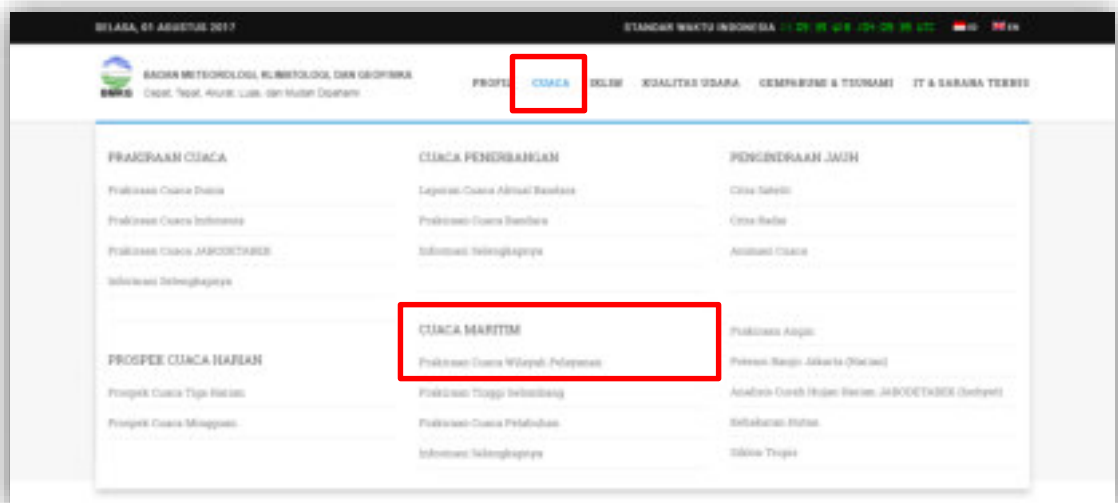 SELASA, 01 AGUSTUS 2017
STANDAR WAKTU INDONESIA
ID
EN
BADAN METEOROLOGI, KLIMATOLOGI, DAN GEOFISIKA
Cepat, Tepat, Akurat, Luas, dan Mudah Dipahami
BMKG
PROFIL CUACA IKLIM KUALITAS UDARA GEMPABUMI & TSUNAMI IT & SARANA TEKNIS
PRAKIRAAN CUACA
Prakiraan Cuaca Dunia
Prakiraan Cuaca Indonesia
Prakiraan Cuaca JABODETABEK
Informasi Selengkapnya
PROSPEK CUACA HARIAN
Prospek Cuaca Tiga Harian
Prospek Cuaca Mingguan
CUACA PENERBANGAN
Laporan Cuaca Aktual Bandara
Prakiraan Cuaca Bandara
Informasi Selengkapnya
CUACA MARITIM
Prakiraan Cuaca Wilayah Pelayanan
Prakiraan Tinggi Gelombang
Prakiraan Cuaca Pelabuhan
Informasi Selengkapnya
PENGINDRAAN JAUH
Citra Satelit
Citra Radar
Animasi Cuaca
Prakiraan Angin
Potensi Banjir Jakarta (Harian)
Analisis Curah Hujan Harian JABODETABEK
Kebakaran Hutan
Siklon Tropis